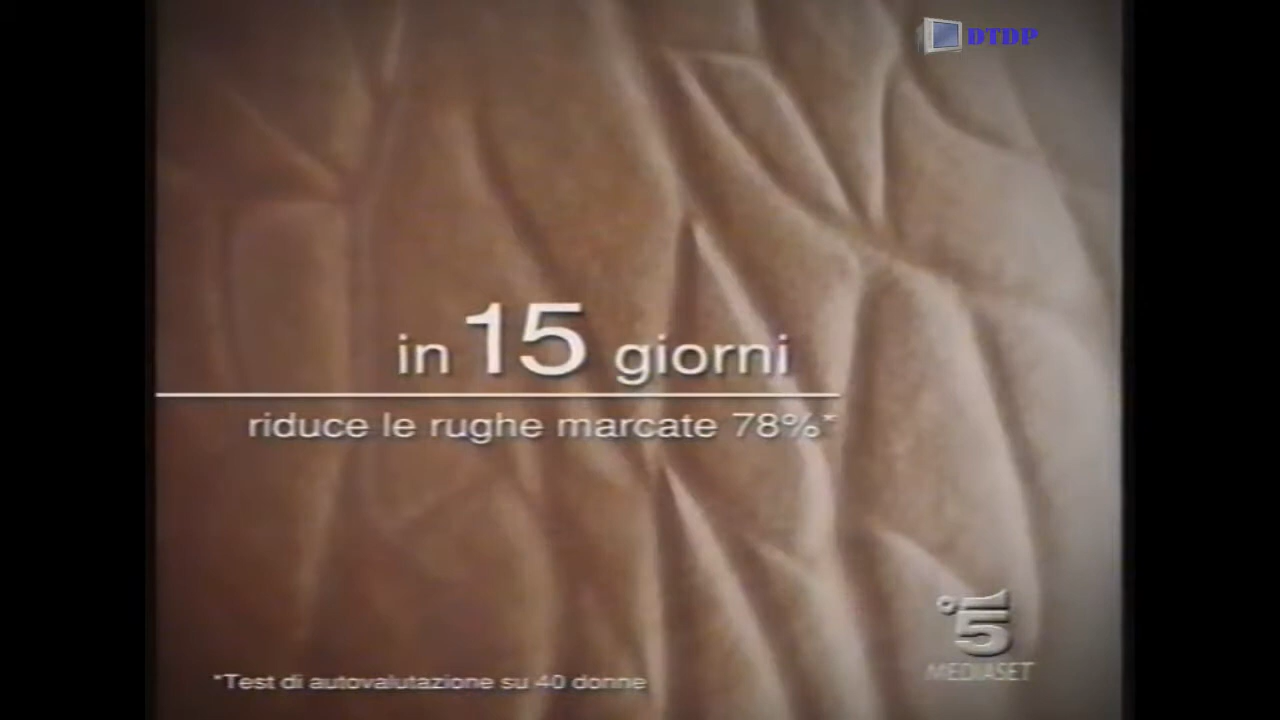 DTDP
in 15 giorni
riduce le rughe marcate 78%*
*Test di autovalutazione su 40 donne
5
MEDIASET